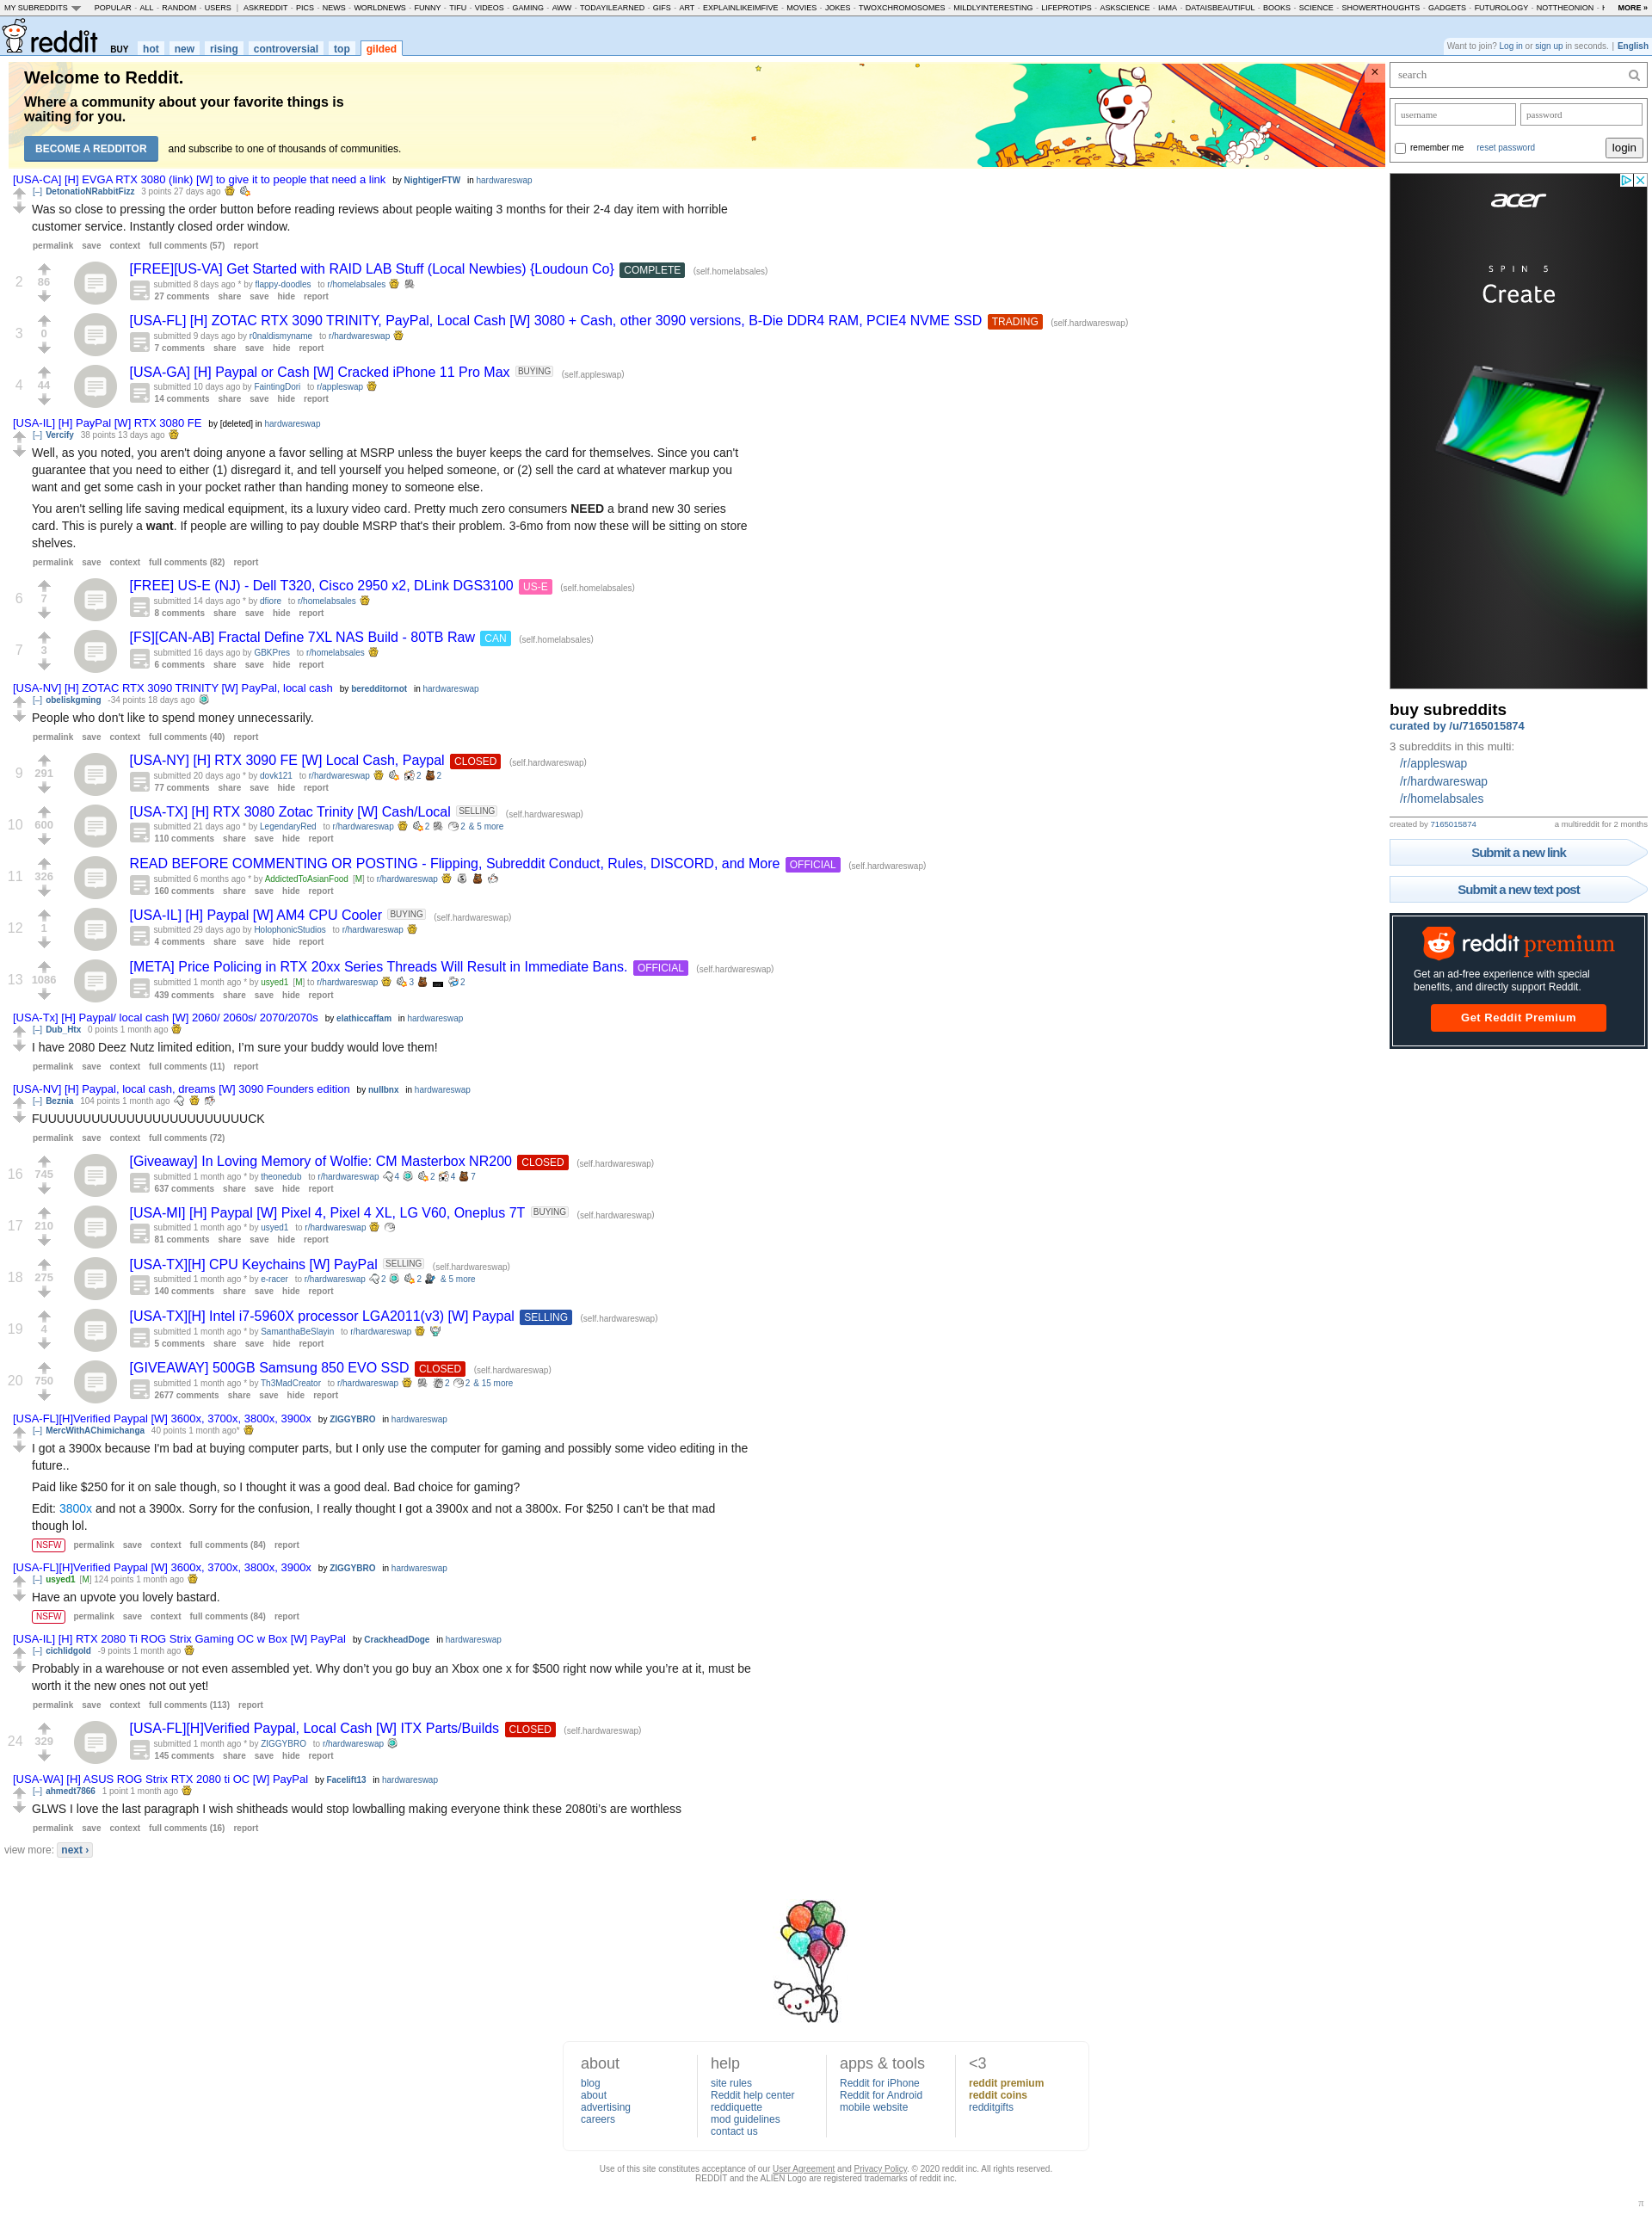 MY SUBREDDITS
POPULAR - ALL - RANDOM - USERS | ASKREDDIT - PICS - NEWS - WORLDNEWS - FUNNY - TIFU - VIDEOS - GAMING - AWW - TODAYILEARNED - GIFS - ART - EXPLAINLIKEIMFIVE - MOVIES - JOKES - TWOXCHROMOSOMES - MILDLYINTERESTING - LIFEPROTIPS - ASKSCIENCE - IAMA - DATAISBEAUTIFUL - BOOKS - SCIENCE - SHOWERTHOUGHTS - GADGETS - FUTUROLOGY - NOTTHEONION -
MORE »
reddit BUY hot new rising controversial top gilded
Want to join? Log in or sign up in seconds. | English
Welcome to Reddit.
Where a community about your favorite things is
waiting for you.
BECOME A REDDITOR and subscribe to one of thousands of communities.
×
search
username password
remember me reset password login
[USA-CA] [H] EVGA RTX 3080 (link) [W] to give it to people that need a link by NightigerFTW in hardwareswap
[–] DetonatioNRabbitFizz 3 points 27 days ago
Was so close to pressing the order button before reading reviews about people waiting 3 months for their 2-4 day item with horrible
customer service. Instantly closed order window.
permalink save context full comments (57) report
2 86 [FREE][US-VA] Get Started with RAID LAB Stuff (Local Newbies) {Loudoun Co} COMPLETE (self.homelabsales)
submitted 8 days ago * by flappy-doodles to r/homelabsales
27 comments share save hide report
3 0 [USA-FL] [H] ZOTAC RTX 3090 TRINITY, PayPal, Local Cash [W] 3080 + Cash, other 3090 versions, B-Die DDR4 RAM, PCIE4 NVME SSD TRADING (self.hardwareswap)
submitted 9 days ago by r0naldismyname to r/hardwareswap
7 comments share save hide report
4 44 [USA-GA] [H] Paypal or Cash [W] Cracked iPhone 11 Pro Max BUYING (self.appleswap)
submitted 10 days ago by FaintingDori to r/appleswap
14 comments share save hide report
[USA-IL] [H] PayPal [W] RTX 3080 FE by [deleted] in hardwareswap
[–] Vercify 38 points 13 days ago
Well, as you noted, you aren't doing anyone a favor selling at MSRP unless the buyer keeps the card for themselves. Since you can't
guarantee that you need to either (1) disregard it, and tell yourself you helped someone, or (2) sell the card at whatever markup you
want and get some cash in your pocket rather than handing money to someone else.
You aren't selling life saving medical equipment, its a luxury video card. Pretty much zero consumers NEED a brand new 30 series
card. This is purely a want. If people are willing to pay double MSRP that's their problem. 3-6mo from now these will be sitting on store
shelves.
permalink save context full comments (82) report
6 7 [FREE] US-E (NJ) - Dell T320, Cisco 2950 x2, DLink DGS3100 US-E (self.homelabsales)
submitted 14 days ago * by dfiore to r/homelabsales
8 comments share save hide report
7 3 [FS][CAN-AB] Fractal Define 7XL NAS Build - 80TB Raw CAN (self.homelabsales)
submitted 16 days ago by GBKPres to r/homelabsales
6 comments share save hide report
[USA-NV] [H] ZOTAC RTX 3090 TRINITY [W] PayPal, local cash by beredditornot in hardwareswap
[–] obeliskgming -34 points 18 days ago
People who don't like to spend money unnecessarily.
permalink save context full comments (40) report
9 291 [USA-NY] [H] RTX 3090 FE [W] Local Cash, Paypal CLOSED (self.hardwareswap)
submitted 20 days ago * by dovk121 to r/hardwareswap 2 2
77 comments share save hide report
10 600 [USA-TX] [H] RTX 3080 Zotac Trinity [W] Cash/Local SELLING (self.hardwareswap)
submitted 21 days ago * by LegendaryRed to r/hardwareswap 2 2 & 5 more
110 comments share save hide report
11 326 READ BEFORE COMMENTING OR POSTING - Flipping, Subreddit Conduct, Rules, DISCORD, and More OFFICIAL (self.hardwareswap)
submitted 6 months ago * by AddictedToAsianFood [M] to r/hardwareswap
160 comments share save hide report
12 1 [USA-IL] [H] Paypal [W] AM4 CPU Cooler BUYING (self.hardwareswap)
submitted 29 days ago by HolophonicStudios to r/hardwareswap
4 comments share save hide report
13 1086 [META] Price Policing in RTX 20xx Series Threads Will Result in Immediate Bans. OFFICIAL (self.hardwareswap)
submitted 1 month ago * by usyed1 [M] to r/hardwareswap 3 2
439 comments share save hide report
[USA-Tx] [H] Paypal/ local cash [W] 2060/ 2060s/ 2070/2070s by elathiccaffam in hardwareswap
[–] Dub_Htx 0 points 1 month ago
I have 2080 Deez Nutz limited edition, I'm sure your buddy would love them!
permalink save context full comments (11) report
[USA-NV] [H] Paypal, local cash, dreams [W] 3090 Founders edition by nullbnx in hardwareswap
[–] Beznia 104 points 1 month ago
FUUUUUUUUUUUUUUUUUUUUUUUUCK
permalink save context full comments (72)
16 745 [Giveaway] In Loving Memory of Wolfie: CM Masterbox NR200 CLOSED (self.hardwareswap)
submitted 1 month ago * by theonedub to r/hardwareswap 4 2 4 7
637 comments share save hide report
17 210 [USA-MI] [H] Paypal [W] Pixel 4, Pixel 4 XL, LG V60, Oneplus 7T BUYING (self.hardwareswap)
submitted 1 month ago * by usyed1 to r/hardwareswap
81 comments share save hide report
18 275 [USA-TX][H] CPU Keychains [W] PayPal SELLING (self.hardwareswap)
submitted 1 month ago * by e-racer to r/hardwareswap 2 2 & 5 more
140 comments share save hide report
19 4 [USA-TX][H] Intel i7-5960X processor LGA2011(v3) [W] Paypal SELLING (self.hardwareswap)
submitted 1 month ago * by SamanthaBeSlayin to r/hardwareswap
5 comments share save hide report
20 750 [GIVEAWAY] 500GB Samsung 850 EVO SSD CLOSED (self.hardwareswap)
submitted 1 month ago * by Th3MadCreator to r/hardwareswap 2 2 & 15 more
2677 comments share save hide report
[USA-FL][H]Verified Paypal [W] 3600x, 3700x, 3800x, 3900x by ZIGGYBRO in hardwareswap
[–] MercWithAChimichanga 40 points 1 month ago*
I got a 3900x because I'm bad at buying computer parts, but I only use the computer for gaming and possibly some video editing in the
future..
Paid like $250 for it on sale though, so I thought it was a good deal. Bad choice for gaming?
Edit: 3800x and not a 3900x. Sorry for the confusion, I really thought I got a 3900x and not a 3800x. For $250 I can't be that mad
though lol.
NSFW permalink save context full comments (84) report
[USA-FL][H]Verified Paypal [W] 3600x, 3700x, 3800x, 3900x by ZIGGYBRO in hardwareswap
[–] usyed1 [M] 124 points 1 month ago
Have an upvote you lovely bastard.
NSFW permalink save context full comments (84) report
[USA-IL] [H] RTX 2080 Ti ROG Strix Gaming OC w Box [W] PayPal by CrackheadDoge in hardwareswap
[–] cichlidgold -9 points 1 month ago
Probably in a warehouse or not even assembled yet. Why don't you go buy an Xbox one x for $500 right now while you're at it, must be
worth it the new ones not out yet!
permalink save context full comments (113) report
24 329 [USA-FL][H]Verified Paypal, Local Cash [W] ITX Parts/Builds CLOSED (self.hardwareswap)
submitted 1 month ago * by ZIGGYBRO to r/hardwareswap
145 comments share save hide report
[USA-WA] [H] ASUS ROG Strix RTX 2080 ti OC [W] PayPal by Facelift13 in hardwareswap
[–] ahmedt7866 1 point 1 month ago
GLWS I love the last paragraph I wish shitheads would stop lowballing making everyone think these 2080ti's are worthless
permalink save context full comments (16) report
view more: next ›
acer
SPIN 5
Create
buy subreddits
curated by /u/7165015874
3 subreddits in this multi:
/r/appleswap
/r/hardwareswap
/r/homelabsales
created by 7165015874 a multireddit for 2 months
Submit a new link
Submit a new text post
reddit premium
Get an ad-free experience with special
benefits, and directly support Reddit.
Get Reddit Premium
about
blog
about
advertising
careers
help
site rules
Reddit help center
reddiquette
mod guidelines
contact us
apps & tools
Reddit for iPhone
Reddit for Android
mobile website
<3
reddit premium
reddit coins
redditgifts
Use of this site constitutes acceptance of our User Agreement and Privacy Policy. © 2020 reddit inc. All rights reserved.
REDDIT and the ALIEN Logo are registered trademarks of reddit inc.
π